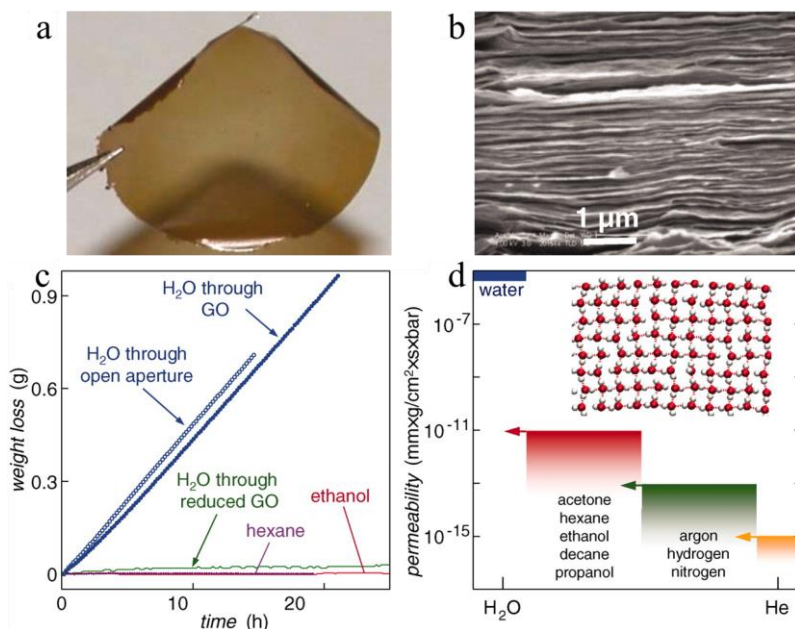 a
b
1 µm
c
0.9
0.6
0.3
0
weight loss (g)
H₂O through
GO
H₂O through
open aperture
H₂O through
reduced GO
ethanol
hexane
0
10
20
time (h)
d
water
10⁻⁷
10⁻¹¹
10⁻¹⁵
permeability (mmxg/cm²xsxbar)
acetone
hexane
ethanol
decane
propanol
argon
hydrogen
nitrogen
H₂O
He